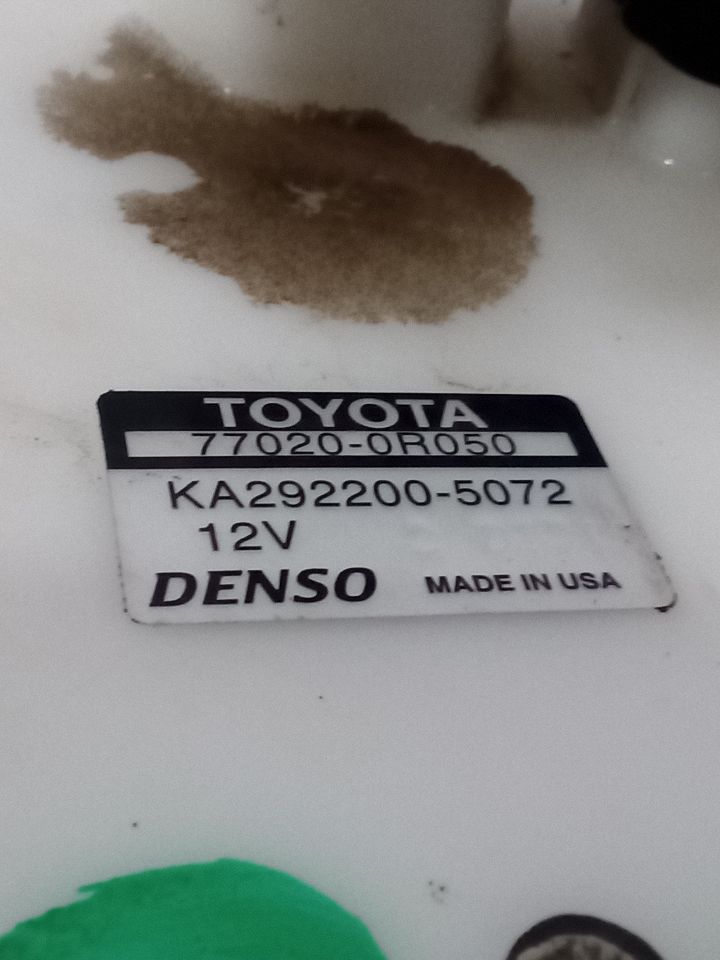 TOYOTA
77020-0R050
KA292200-5072
12V
DENSO MADE IN USA